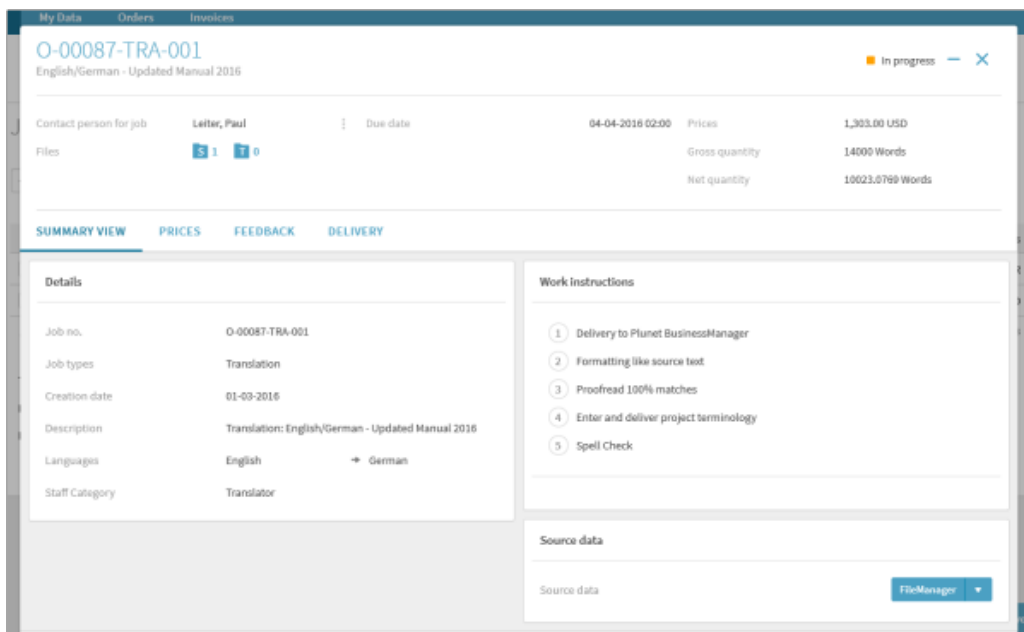 My Data Orders Invoices
O-00087-TRA-001
English/German - Updated Manual 2016
In progress
Contact person for job Leiter, Paul Due date 04-04-2016 02:00 Prices 1,303.00 USD
Files S 1 T 0 Gross quantity 14000 Words
Net quantity 10023.0769 Words
SUMMARY VIEW PRICES FEEDBACK DELIVERY
Details
Job no. O-00087-TRA-001
Job types Translation
Creation date 01-03-2016
Description Translation: English/German - Updated Manual 2016
Languages English → German
Staff Category Translator
Work instructions
1 Delivery to Plunet BusinessManager
2 Formatting like source text
3 Proofread 100% matches
4 Enter and deliver project terminology
5 Spell Check
Source data
Source data FileManager